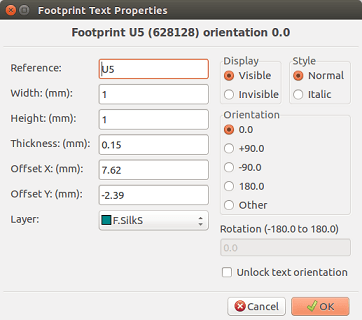 Footprint Text Properties
Footprint U5 (628128) orientation 0.0
Reference: U5
Width: (mm): 1
Height: (mm): 1
Thickness: (mm): 0.15
Offset X: (mm): 7.62
Offset Y: (mm): -2.39
Layer: F.SilkS
Display
Visible
Invisible
Style
Normal
Italic
Orientation
0.0
+90.0
-90.0
180.0
Other
Rotation (-180.0 to 180.0)
0.0
Unlock text orientation
Cancel
OK